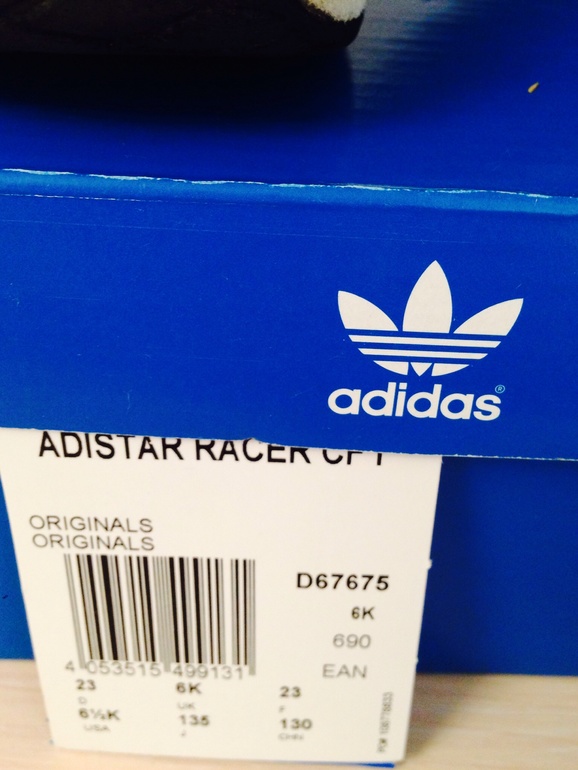 adidas®
ADISTAR RACER CF I
ORIGINALS
ORIGINALS
D67675
6K
690
4 053515 499131
EAN
23 6K 23
D UK F
6½K 135 130
USA J CHN